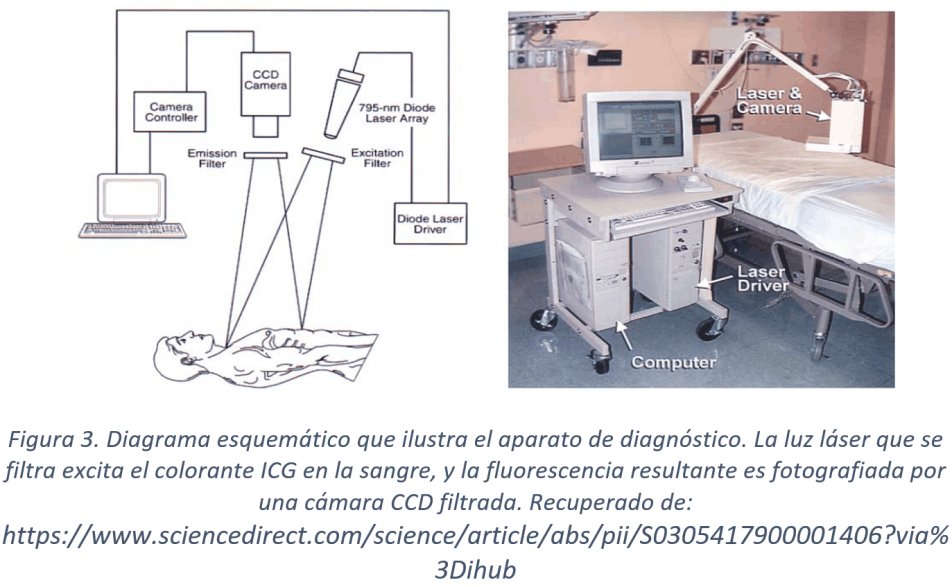 CCD
Camera
Camera
Controller
795-nm Diode
Laser Array
Emission
Filter
Excitation
Filter
Diode Laser
Driver
Laser &
Camera
Laser
Driver
Computer
Figura 3. Diagrama esquemático que ilustra el aparato de diagnóstico. La luz láser que se
filtra excita el colorante ICG en la sangre, y la fluorescencia resultante es fotografiada por
una cámara CCD filtrada. Recuperado de:
https://www.sciencedirect.com/science/article/abs/pii/S0305417900001406?via%
3Dihub